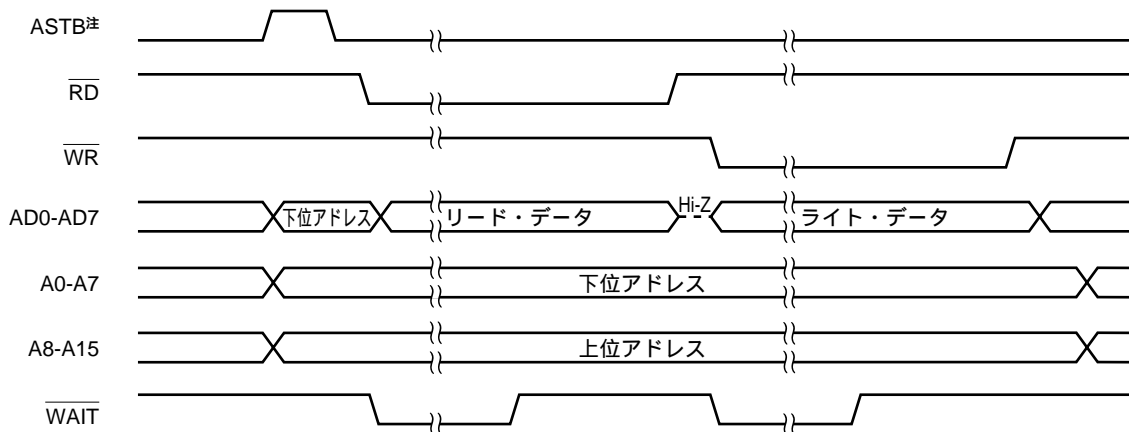 ASTB注
RD
WR
AD0-AD7
下位アドレス
リード・データ
Hi-Z
ライト・データ
A0-A7
下位アドレス
A8-A15
上位アドレス
WAIT